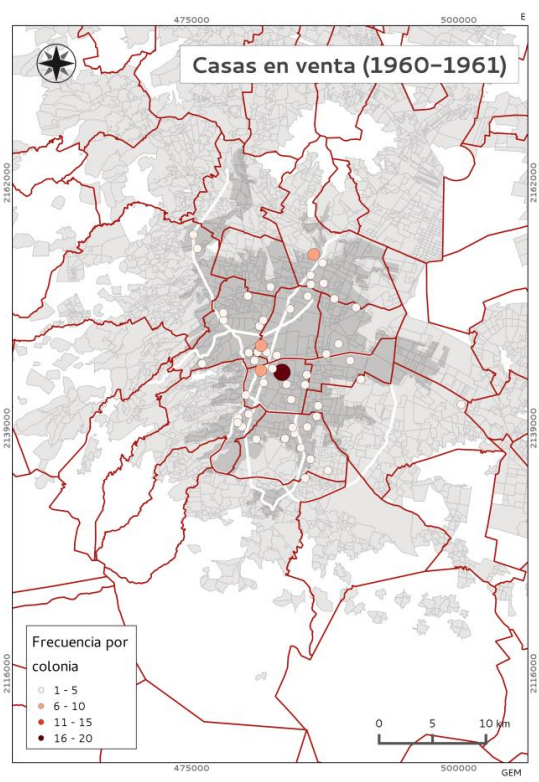 475000
500000
E
Casas en venta (1960-1961)
2162000
2162000
2139000
2139000
2116000
2116000
Frecuencia por
colonia
1 - 5
6 - 10
11 - 15
16 - 20
0 5 10 km
475000
500000
GEM